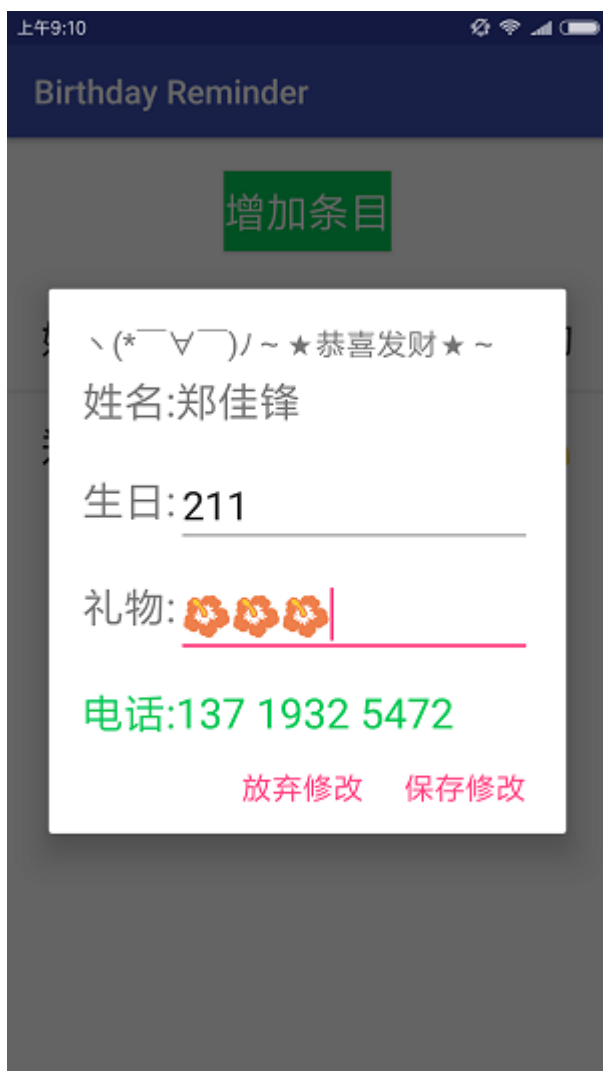 上午9:10
Birthday Reminder
增加条目
ヽ(*￣∀￣)ﾉ~★恭喜发财★~
姓名:郑佳锋
生日:211
礼物:🌺🌺🌺
电话:137 1932 5472
放弃修改 保存修改